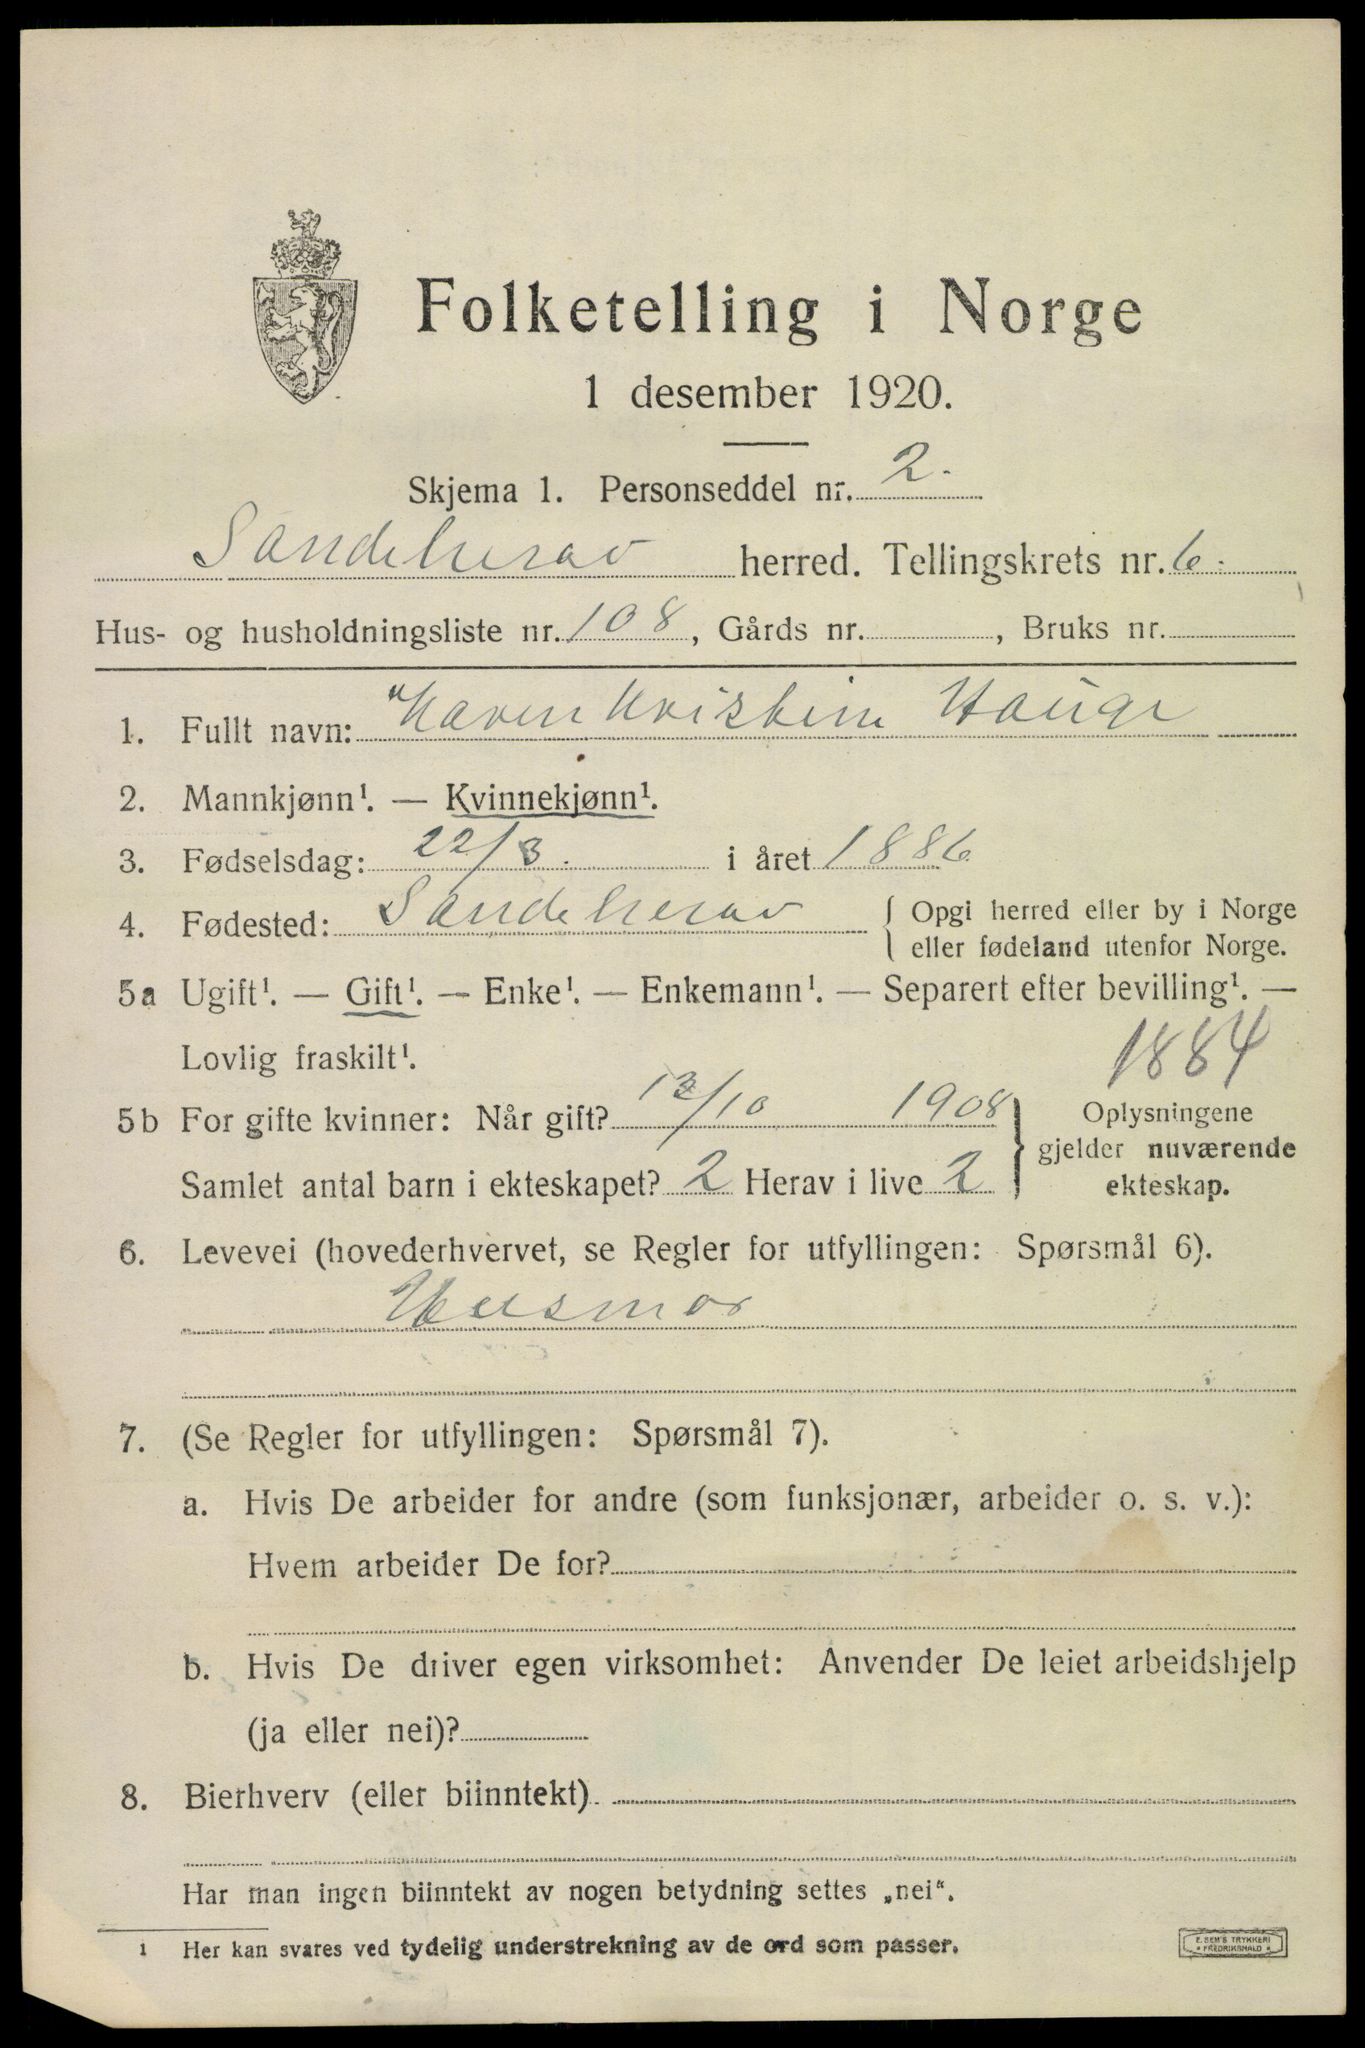 Folketelling i Norge
1 desember 1920.
Skjema 1. Personseddel nr. 2.
Sandeherav herred. Tellingskrets nr. 6.
Hus- og husholdningsliste nr. 108, Gårds nr. , Bruks nr.
1. Fullt navn: Karen Kristine Hauge
2. Mannkjønn¹. — Kvinnekjønn¹.
3. Fødselsdag: 22/3. i året 1886
4. Fødested: Sandeherav { Opgi herred eller by i Norge
eller fødeland utenfor Norge.
5a Ugift¹. — Gift¹. — Enke¹. — Enkemann¹. — Separert efter bevilling¹. —
Lovlig fraskilt¹.
1884
5b For gifte kvinner: Når gift? 13/10 1908 } Oplysningene
gjelder nuværende
Samlet antal barn i ekteskapet? 2 Herav i live 2 ekteskap.
6. Levevei (hovederhvervet, se Regler for utfyllingen: Spørsmål 6).
Husmor
7. (Se Regler for utfyllingen: Spørsmål 7).
a. Hvis De arbeider for andre (som funksjonær, arbeider o. s. v.):
Hvem arbeider De for?
b. Hvis De driver egen virksomhet: Anvender De leiet arbeidshjelp
(ja eller nei)?
8. Bierhverv (eller biinntekt)
Har man ingen biinntekt av nogen betydning settes „nei“.
1 Her kan svares ved tydelig understrekning av de ord som passer.
E. SEM'S TRYKKERI
• FREDRIKSHALD •